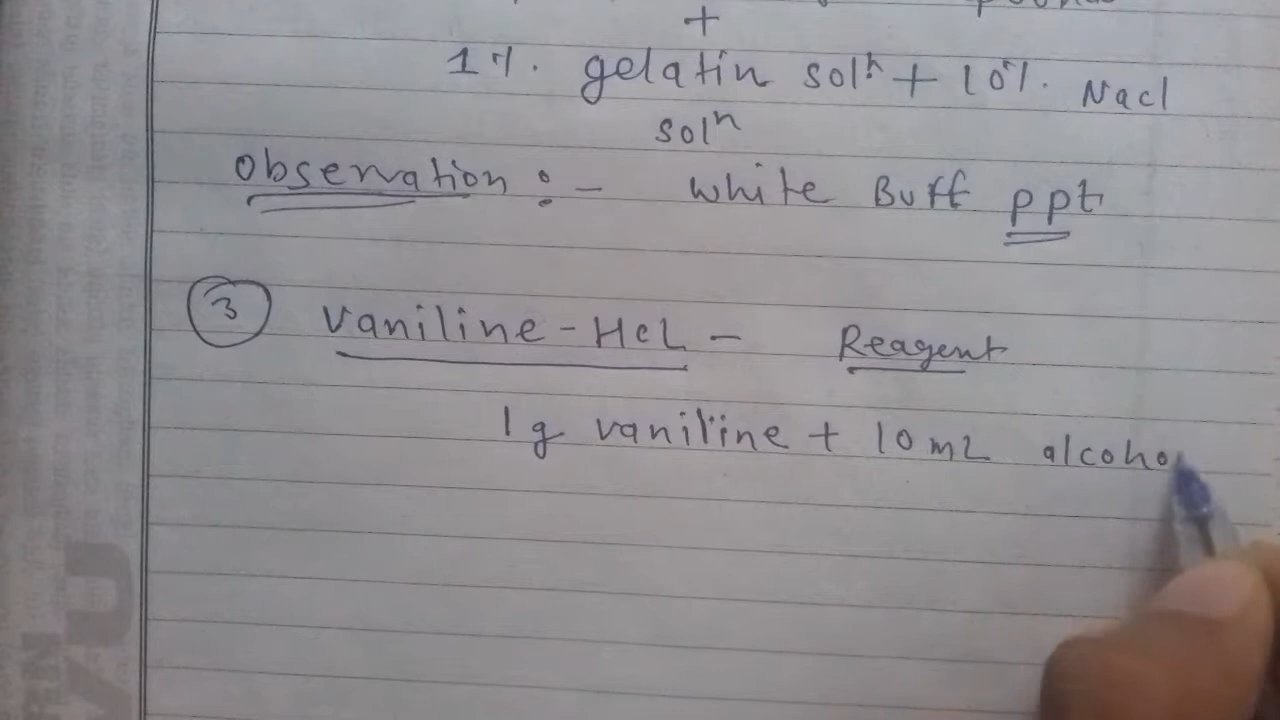 +
1%. gelatin solⁿ + 10%. Nacl
solⁿ
Observation :- white Buff ppt
3 Vaniline-HCL - Reagent
1g vaniline + 10mL alcoho